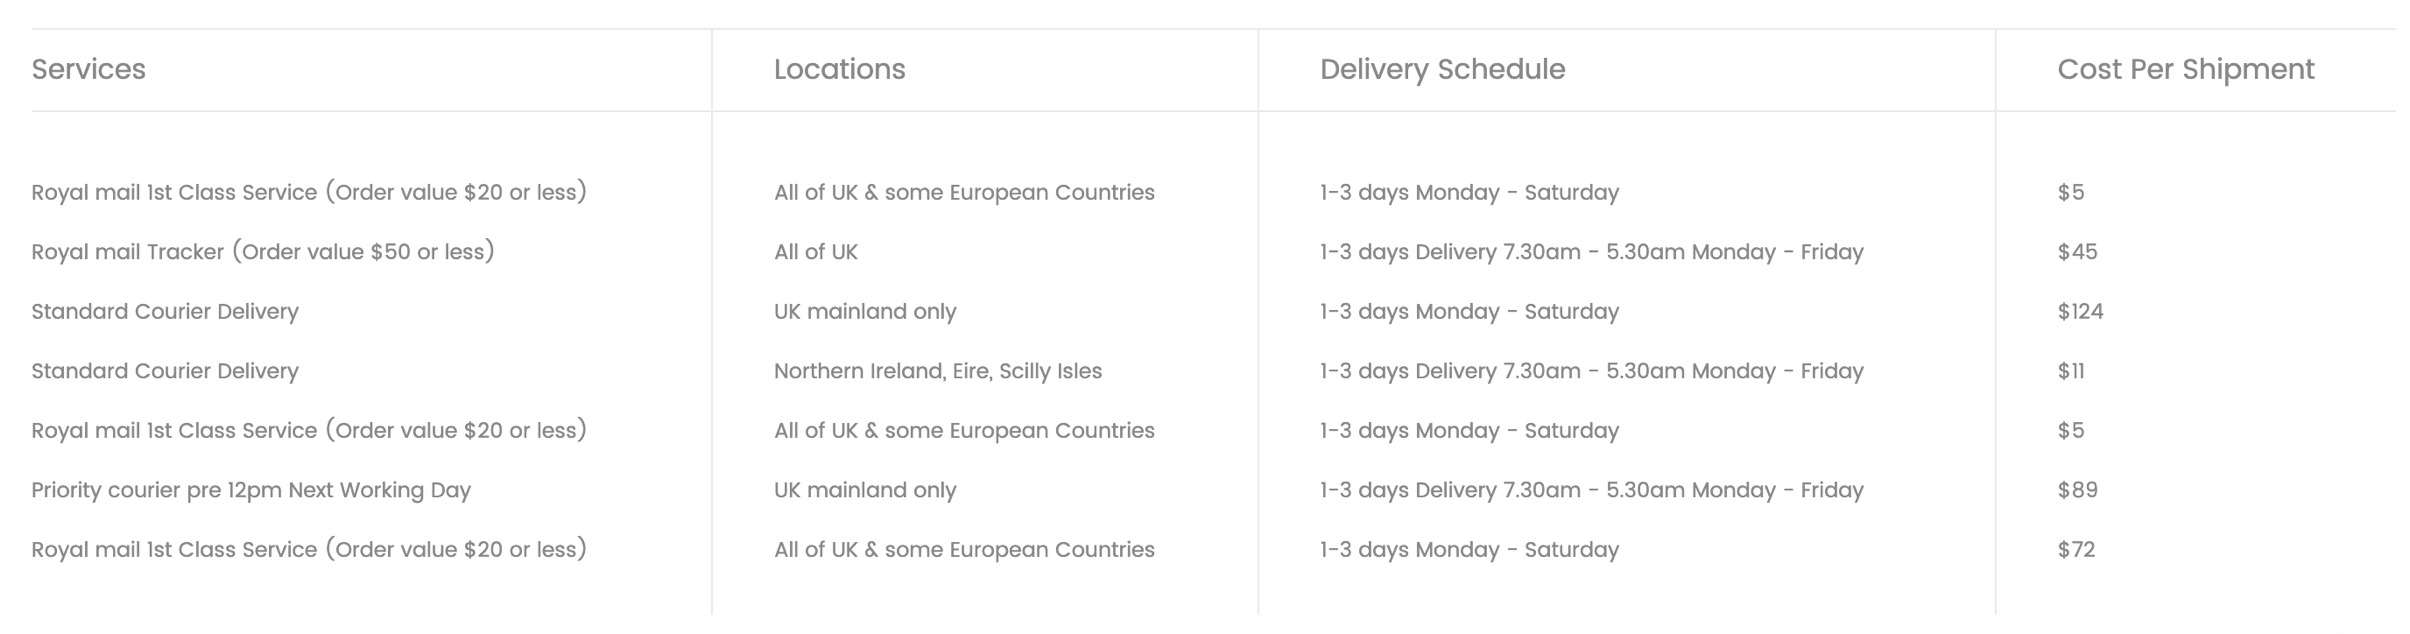 Services Locations Delivery Schedule Cost Per Shipment
Royal mail 1st Class Service (Order value $20 or less) All of UK & some European Countries 1-3 days Monday - Saturday $5
Royal mail Tracker (Order value $50 or less) All of UK 1-3 days Delivery 7.30am - 5.30am Monday - Friday $45
Standard Courier Delivery UK mainland only 1-3 days Monday - Saturday $124
Standard Courier Delivery Northern Ireland, Eire, Scilly Isles 1-3 days Delivery 7.30am - 5.30am Monday - Friday $11
Royal mail 1st Class Service (Order value $20 or less) All of UK & some European Countries 1-3 days Monday - Saturday $5
Priority courier pre 12pm Next Working Day UK mainland only 1-3 days Delivery 7.30am - 5.30am Monday - Friday $89
Royal mail 1st Class Service (Order value $20 or less) All of UK & some European Countries 1-3 days Monday - Saturday $72